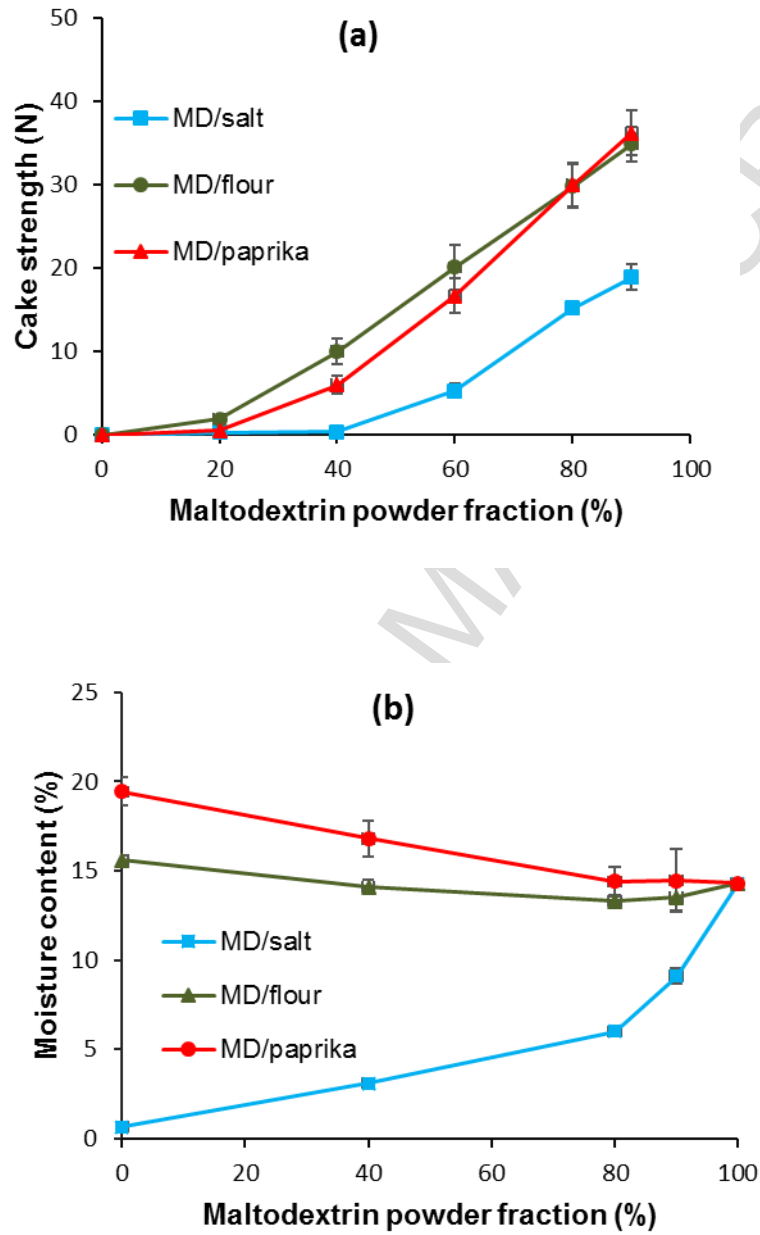 (a)
50
40
30
20
10
0
Cake strength (N)
MD/salt
MD/flour
MD/paprika
0 20 40 60 80 100
Maltodextrin powder fraction (%)
MA
(b)
25
20
15
10
5
0
Moisture content (%)
MD/salt
MD/flour
MD/paprika
0 20 40 60 80 100
Maltodextrin powder fraction (%)